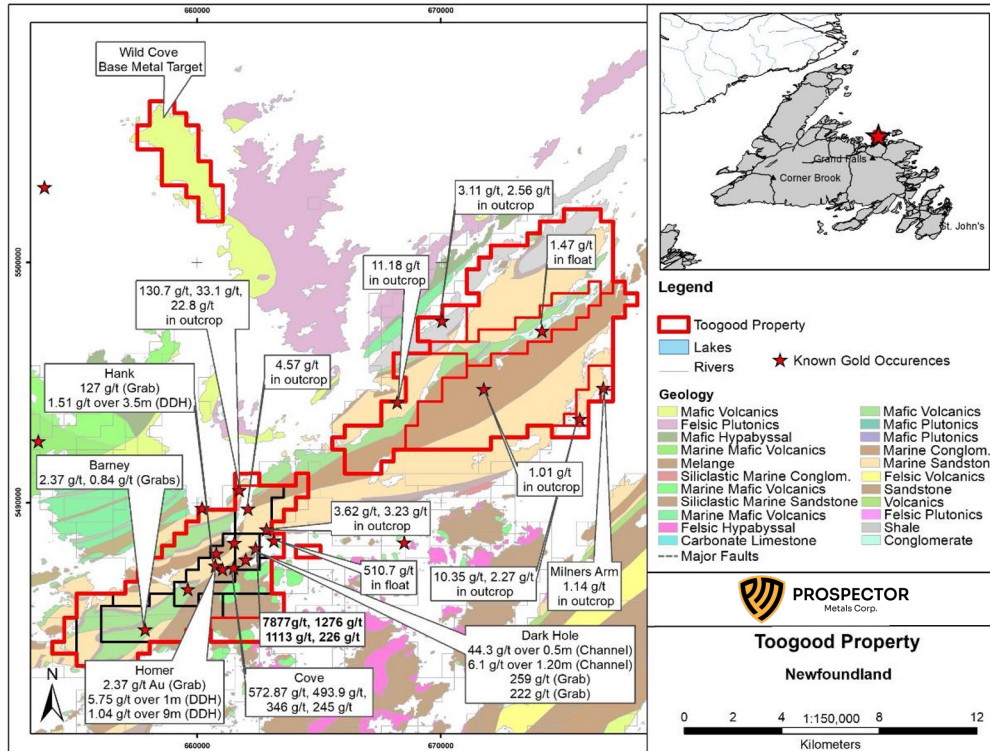 660000
670000
Wild Cove
Base Metal Target
3.11 g/t, 2.56 g/t
in outcrop
1.47 g/t
in float
11.18 g/t
in outcrop
5500000
130.7 g/t, 33.1 g/t,
22.8 g/t
in outcrop
4.57 g/t
in outcrop
Hank
127 g/t (Grab)
1.51 g/t over 3.5m (DDH)
Barney
2.37 g/t, 0.84 g/t (Grabs)
5490000
1.01 g/t
in outcrop
3.62 g/t, 3.23 g/t
in outcrop
510.7 g/t
in float
10.35 g/t, 2.27 g/t
in outcrop
Milners Arm
1.14 g/t
in outcrop
7877g/t, 1276 g/t
1113 g/t, 226 g/t
Dark Hole
44.3 g/t over 0.5m (Channel)
6.1 g/t over 1.20m (Channel)
259 g/t (Grab)
222 g/t (Grab)
Homer
2.37 g/t Au (Grab)
5.75 g/t over 1m (DDH)
1.04 g/t over 9m (DDH)
Cove
572.87 g/t, 493.9 g/t,
346 g/t, 245 g/t
N
660000
670000
Grand Falls
Corner Brook
St. John's
Legend
Toogood Property
Lakes
Rivers
Known Gold Occurences
Geology
Mafic Volcanics
Felsic Plutonics
Mafic Hypabyssal
Marine Mafic Volcanics
Melange
Siliclastic Marine Conglom.
Marine Mafic Volcanics
Siliclastic Marine Sandstone
Marine Mafic Volcanics
Felsic Hypabyssal
Carbonate Limestone
Major Faults
Mafic Volcanics
Mafic Plutonics
Mafic Plutonics
Marine Conglom.
Marine Sandston
Felsic Volcanics
Sandstone
Volcanics
Felsic Plutonics
Shale
Conglomerate
PROSPECTOR
Metals Corp.
Toogood Property
Newfoundland
0 2 4 1:150,000 8 12
Kilometers